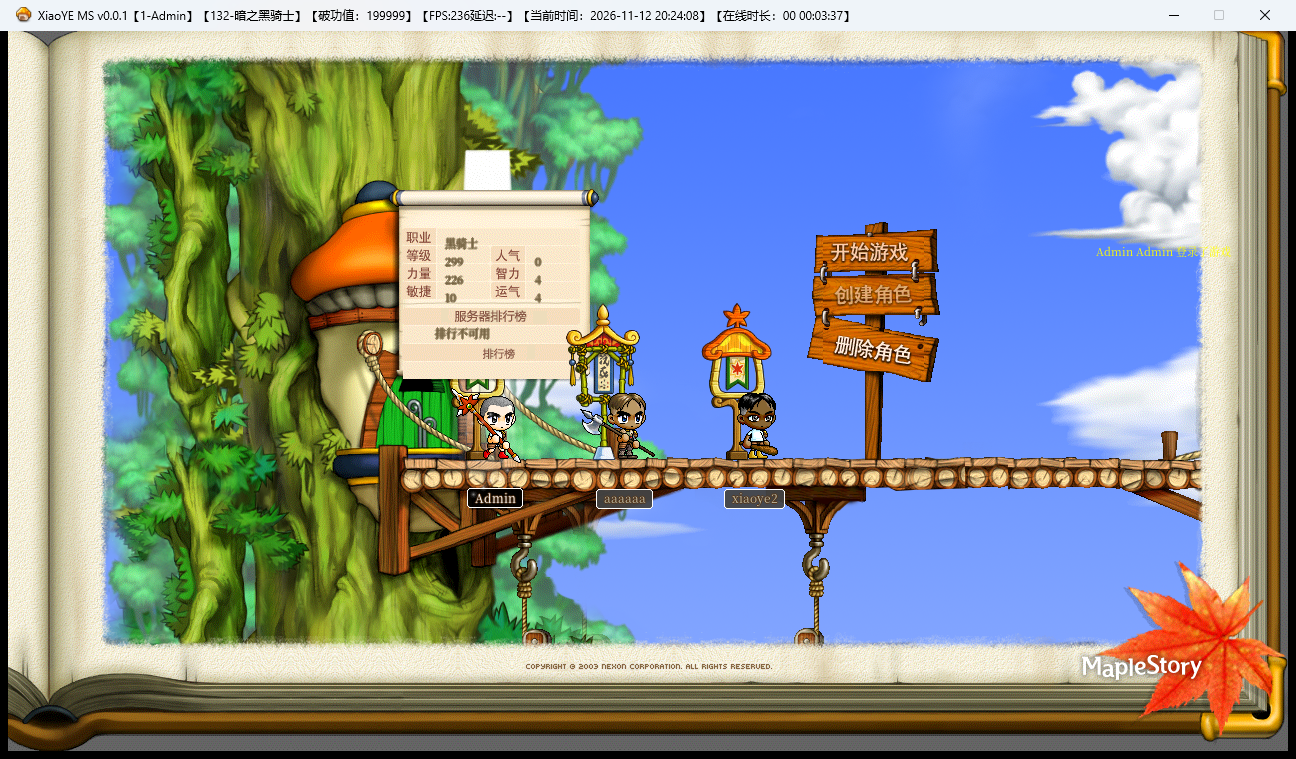 XiaoYE MS v0.0.1【1-Admin】【132-暗之黑骑士】【破功值：199999】【FPS:236延迟:--】【当前时间：2026-11-12 20:24:08】【在线时长：00 00:03:37】
职业 黑骑士
等级 299 人气 0
力量 226 智力 4
敏捷 10 运气 4
服务器排行榜
排行不可用
排行榜
开始游戏
创建角色
删除角色
Admin Admin 登录
Admin
aaaaaa
xiaoye2
COPYRIGHT © 2003 NEXON CORPORATION. ALL RIGHTS RESERVED.
MapleStory